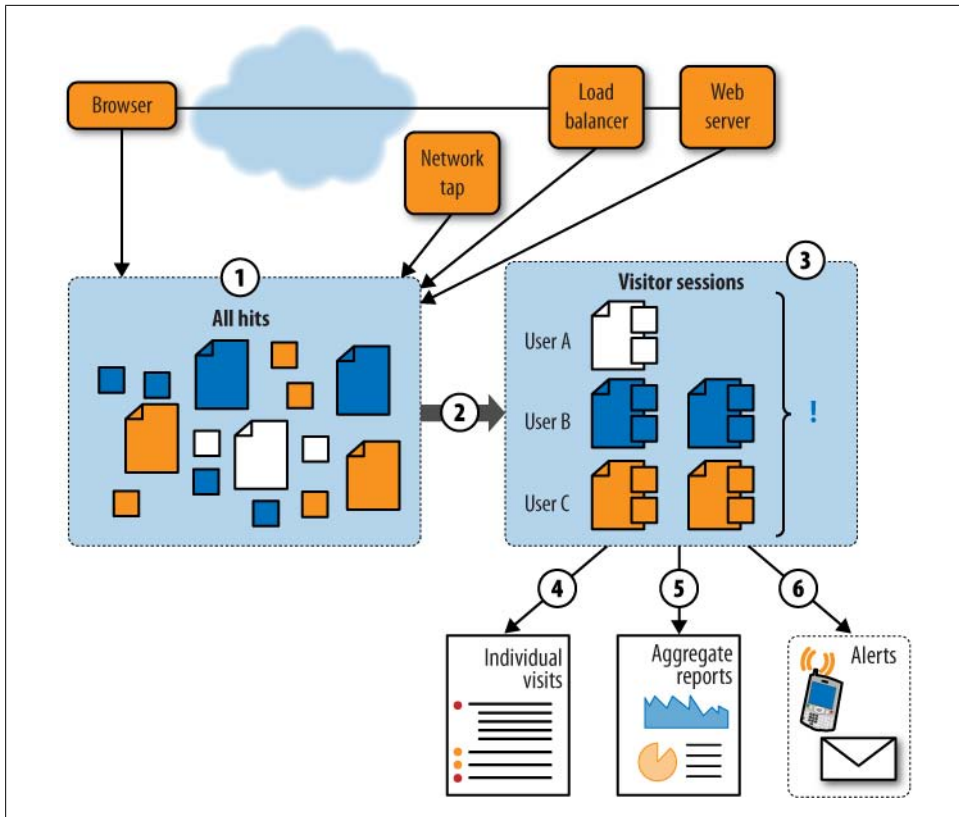 Browser
Load
balancer
Web
server
Network
tap
1
All hits
2
3
Visitor sessions
User A
User B
User C
!
4
5
6
Individual
visits
Aggregate
reports
Alerts